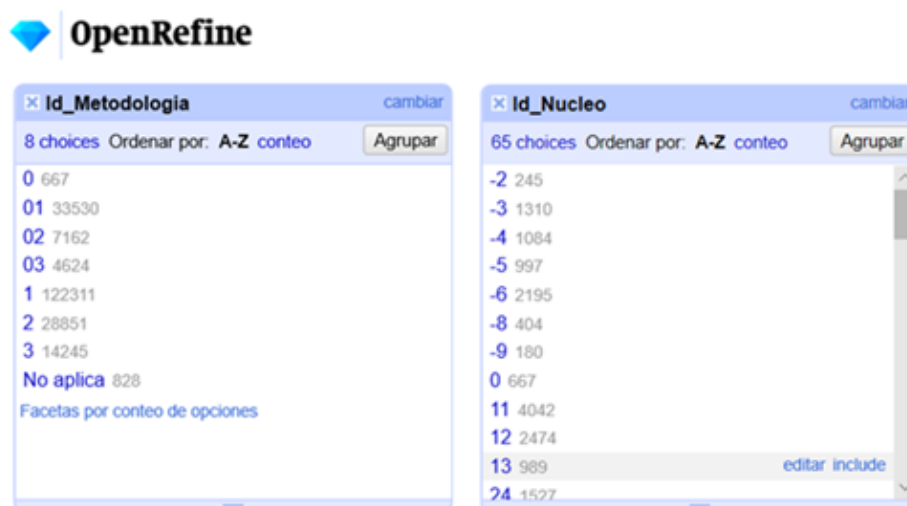 OpenRefine
Id_Metodologia cambiar
8 choices Ordenar por: A-Z conteo Agrupar
0 667
01 33530
02 7162
03 4624
1 122311
2 28851
3 14245
No aplica 828
Facetas por conteo de opciones
Id_Nucleo cambiar
65 choices Ordenar por: A-Z conteo Agrupar
-2 245
-3 1310
-4 1084
-5 997
-6 2195
-8 404
-9 180
0 667
11 4042
12 2474
13 989 editar include
24 1527